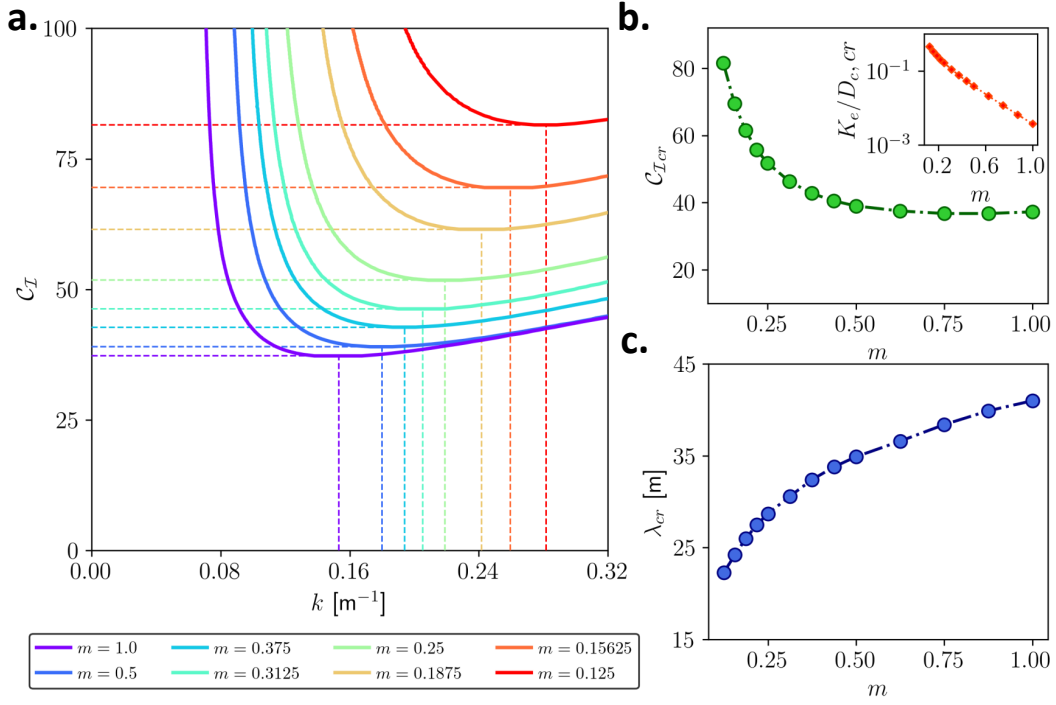 a.
100
75
50
25
0
C_I
0.00 0.08 0.16 0.24 0.32
k [m⁻¹]
m = 1.0 m = 0.375 m = 0.25 m = 0.15625
m = 0.5 m = 0.3125 m = 0.1875 m = 0.125
b.
80
60
40
20
C_Icr
0.25 0.50 0.75 1.00
m
K_e/D_c,cr
10⁻¹
10⁻³
0.2 0.6 1.0
m
c.
45
35
25
15
λ_cr [m]
0.25 0.50 0.75 1.00
m